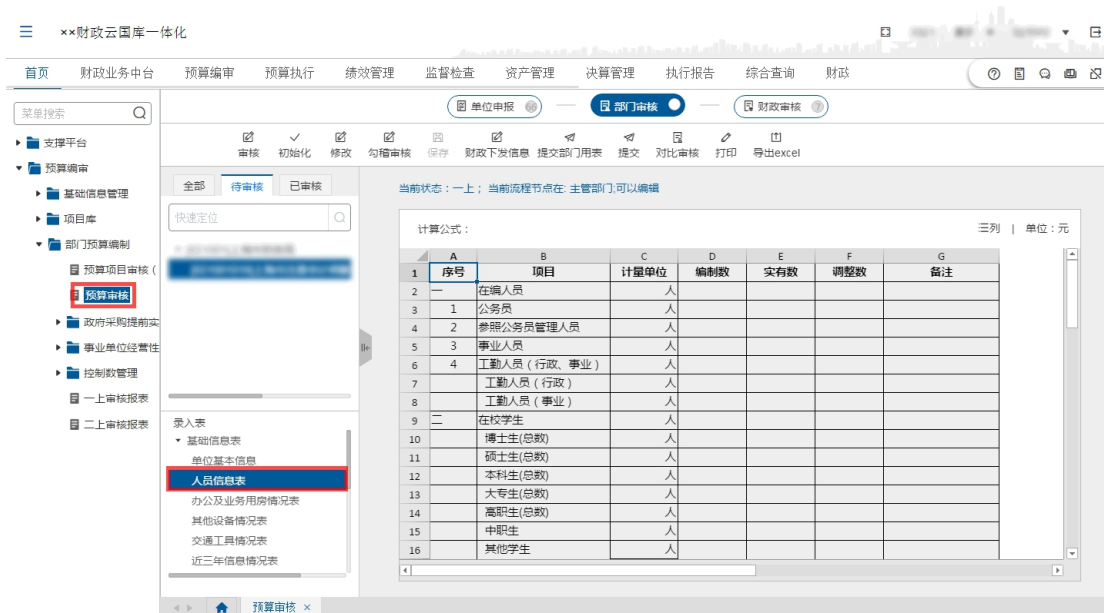 ××财政云国库一体化
首页 财政业务中台 预算编审 预算执行 绩效管理 监督检查 资产管理 决算管理 执行报告 综合查询 财政
菜单搜索
支撑平台
预算编审
基础信息管理
项目库
部门预算编制
预算项目审核（
预算审核
政府采购提前实
事业单位经营性
控制数管理
一上审核报表
二上审核报表
单位申报 部门审核 财政审核
审核 初始化 修改 勾稽审核 保存 财政下发信息 提交部门用表 提交 对比审核 打印 导出excel
全部 待审核 已审核
快速定位
录入表
基础信息表
单位基本信息
人员信息表
办公及业务用房情况表
其他设备情况表
交通工具情况表
近三年信息情况表
当前状态：一上； 当前流程节点在: 主管部门;可以编辑
计算公式： 三列 | 单位：元
A B C D E F G
1 序号 项目 计量单位 编制数 实有数 调整数 备注
2 一 在编人员 人
3 1 公务员 人
4 2 参照公务员管理人员 人
5 3 事业人员 人
6 4 工勤人员（行政、事业） 人
7 工勤人员（行政） 人
8 工勤人员（事业） 人
9 二 在校学生 人
10 博士生(总数) 人
11 硕士生(总数) 人
12 本科生(总数) 人
13 大专生(总数) 人
14 高职生(总数) 人
15 中职生 人
16 其他学生 人
预算审核 ×